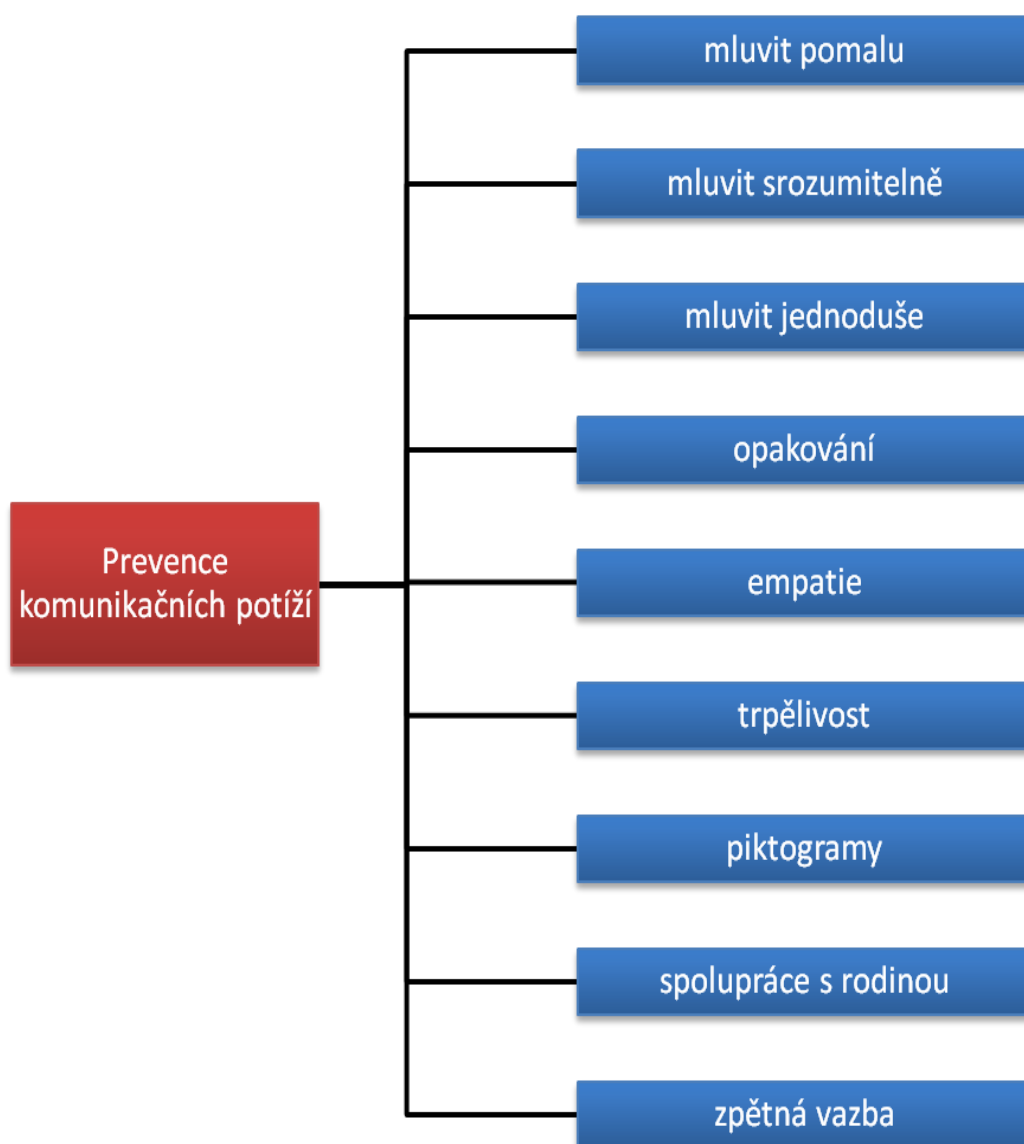 mluvit pomalu
mluvit srozumitelně
mluvit jednoduše
opakování
Prevence
komunikačních potíží
empatie
trpělivost
piktogramy
spolupráce s rodinou
zpětná vazba